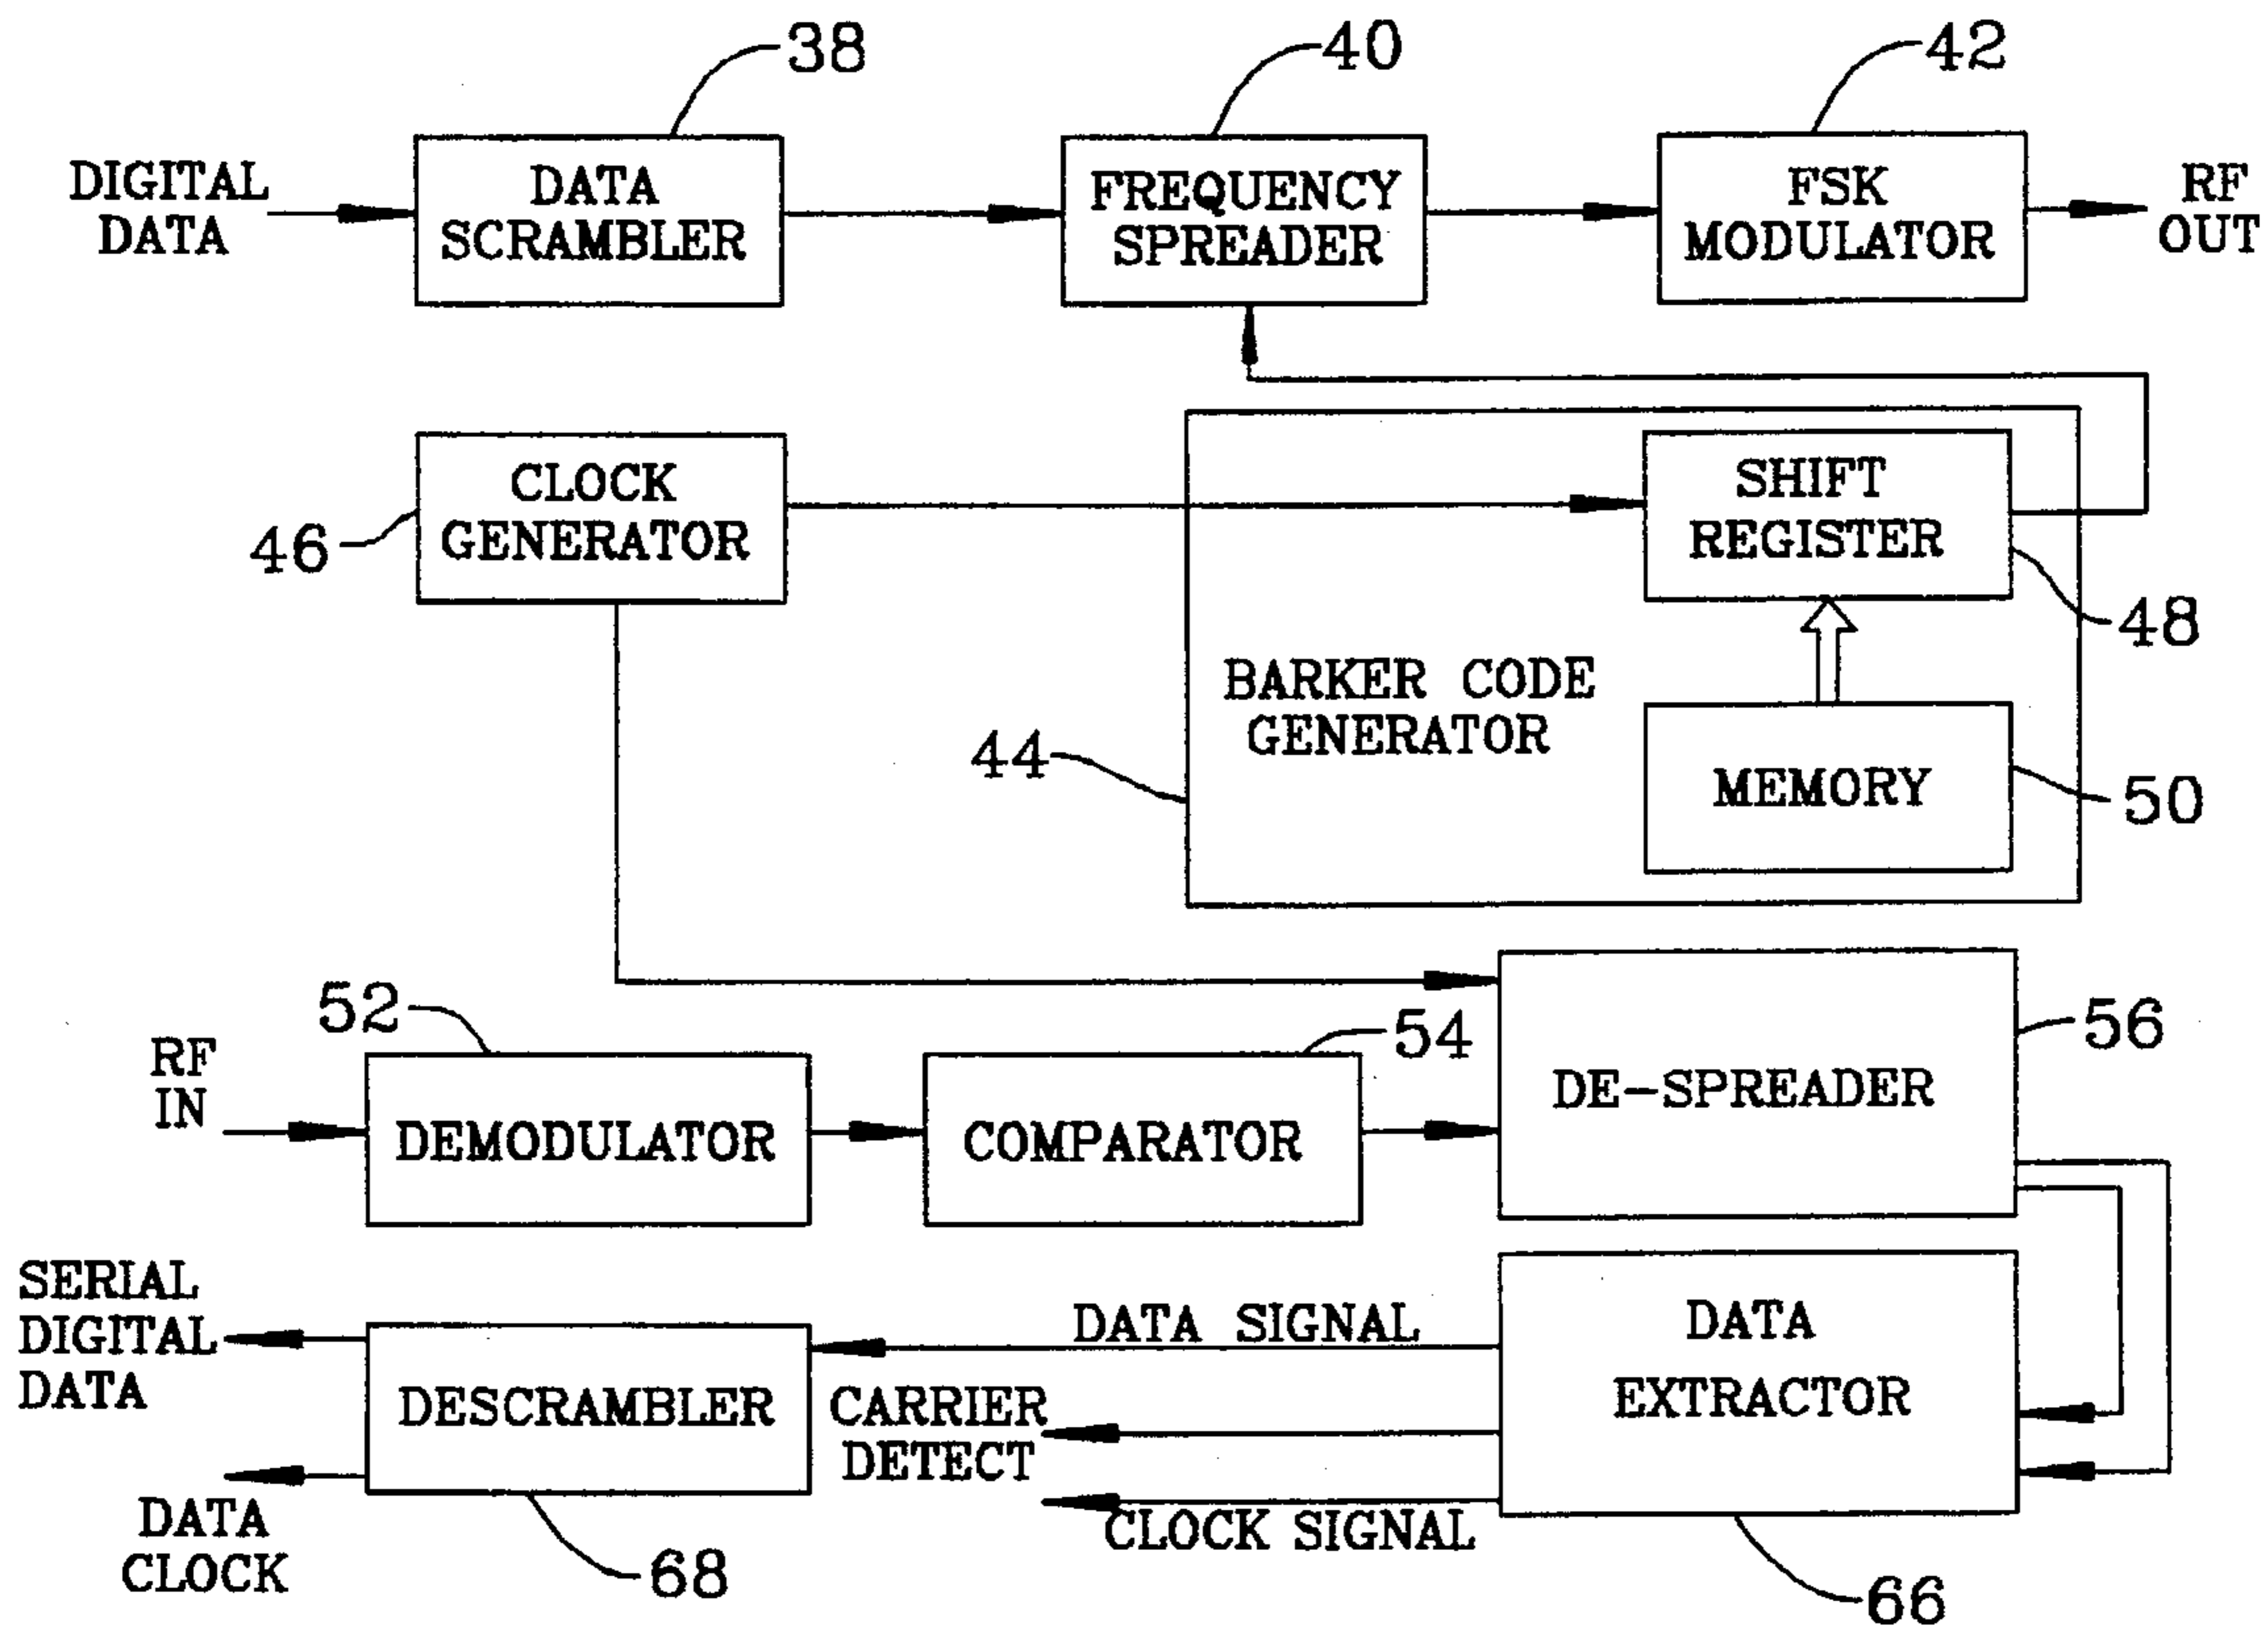 38
40
42
DIGITAL
DATA
DATA
SCRAMBLER
FREQUENCY
SPREADER
FSK
MODULATOR
RF
OUT
CLOCK
GENERATOR
46
SHIFT
REGISTER
48
BARKER CODE
GENERATOR
44
MEMORY
50
52
54
56
RF
IN
DEMODULATOR
COMPARATOR
DE-SPREADER
SERIAL
DIGITAL
DATA
DESCRAMBLER
DATA SIGNAL
CARRIER
DETECT
CLOCK SIGNAL
DATA
EXTRACTOR
DATA
CLOCK
68
66